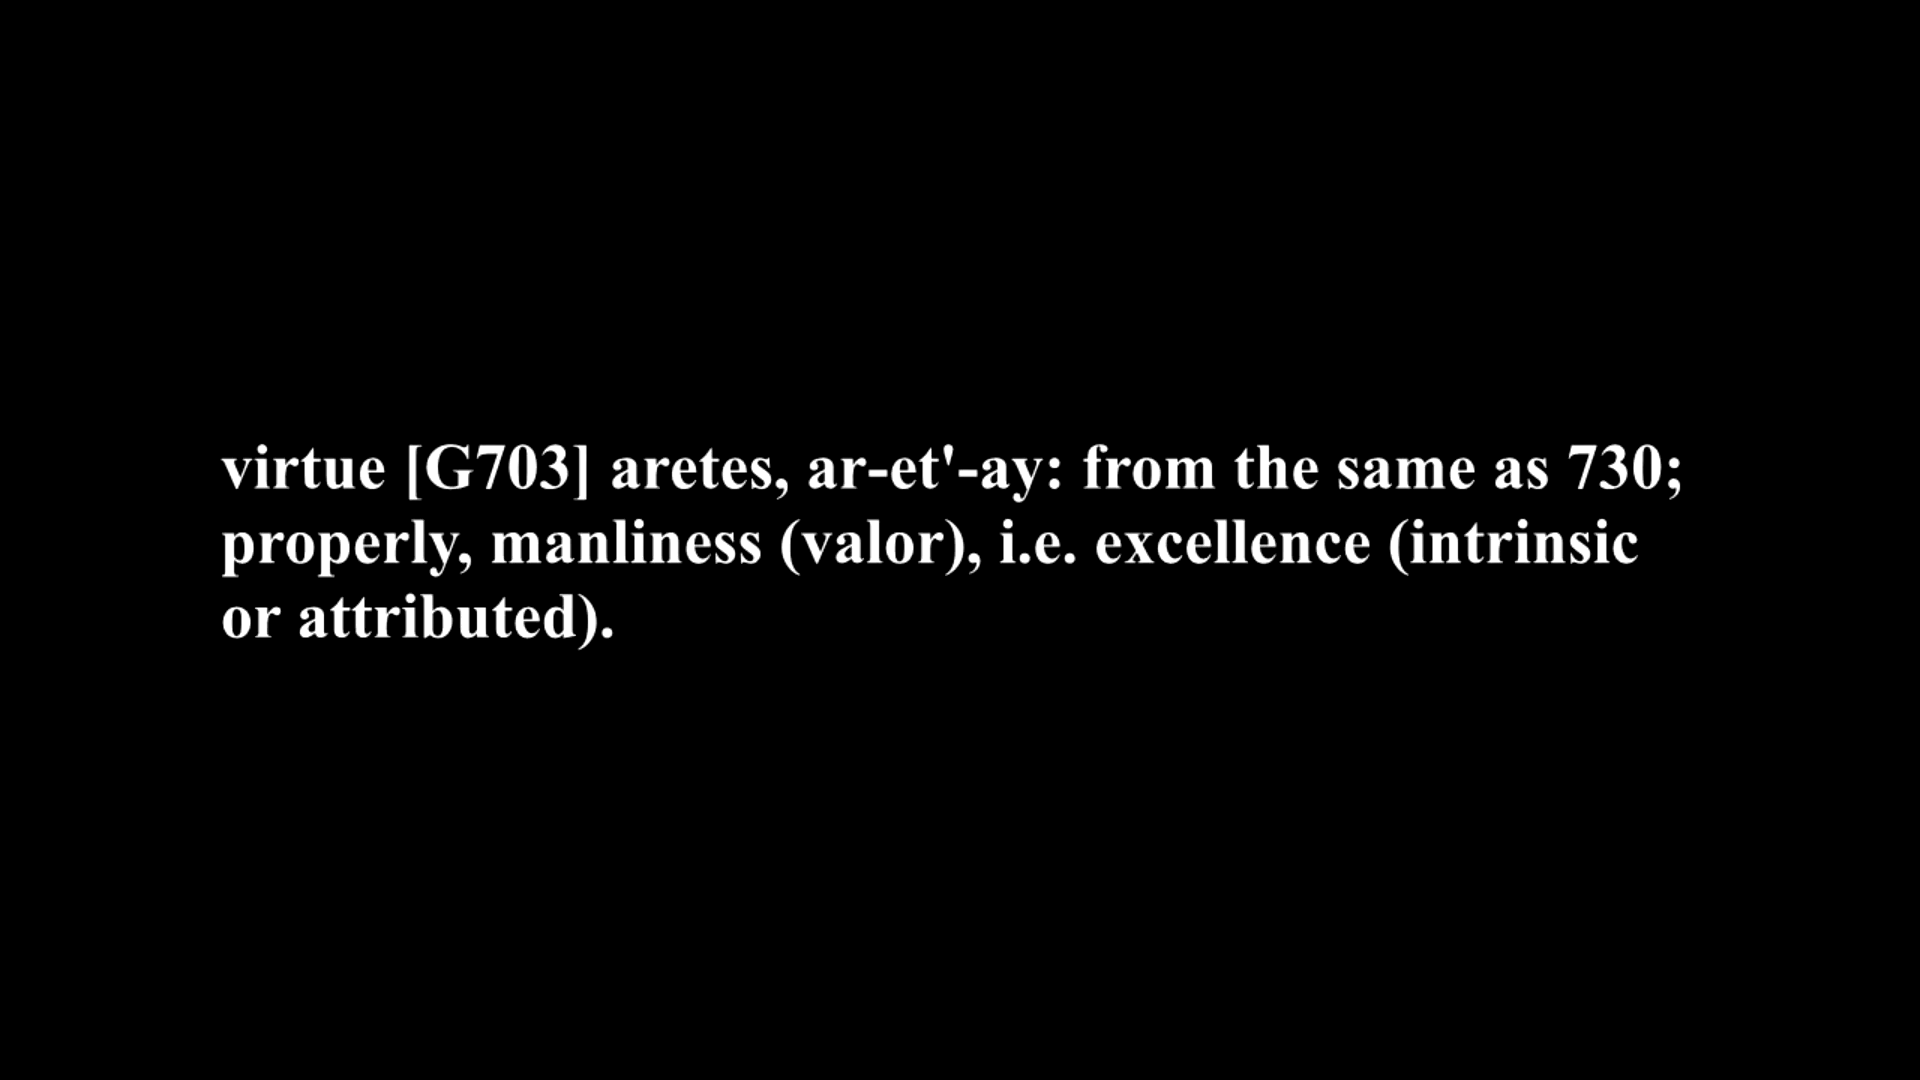 virtue [G703] aretes, ar-et'-ay: from the same as 730;
properly, manliness (valor), i.e. excellence (intrinsic
or attributed).